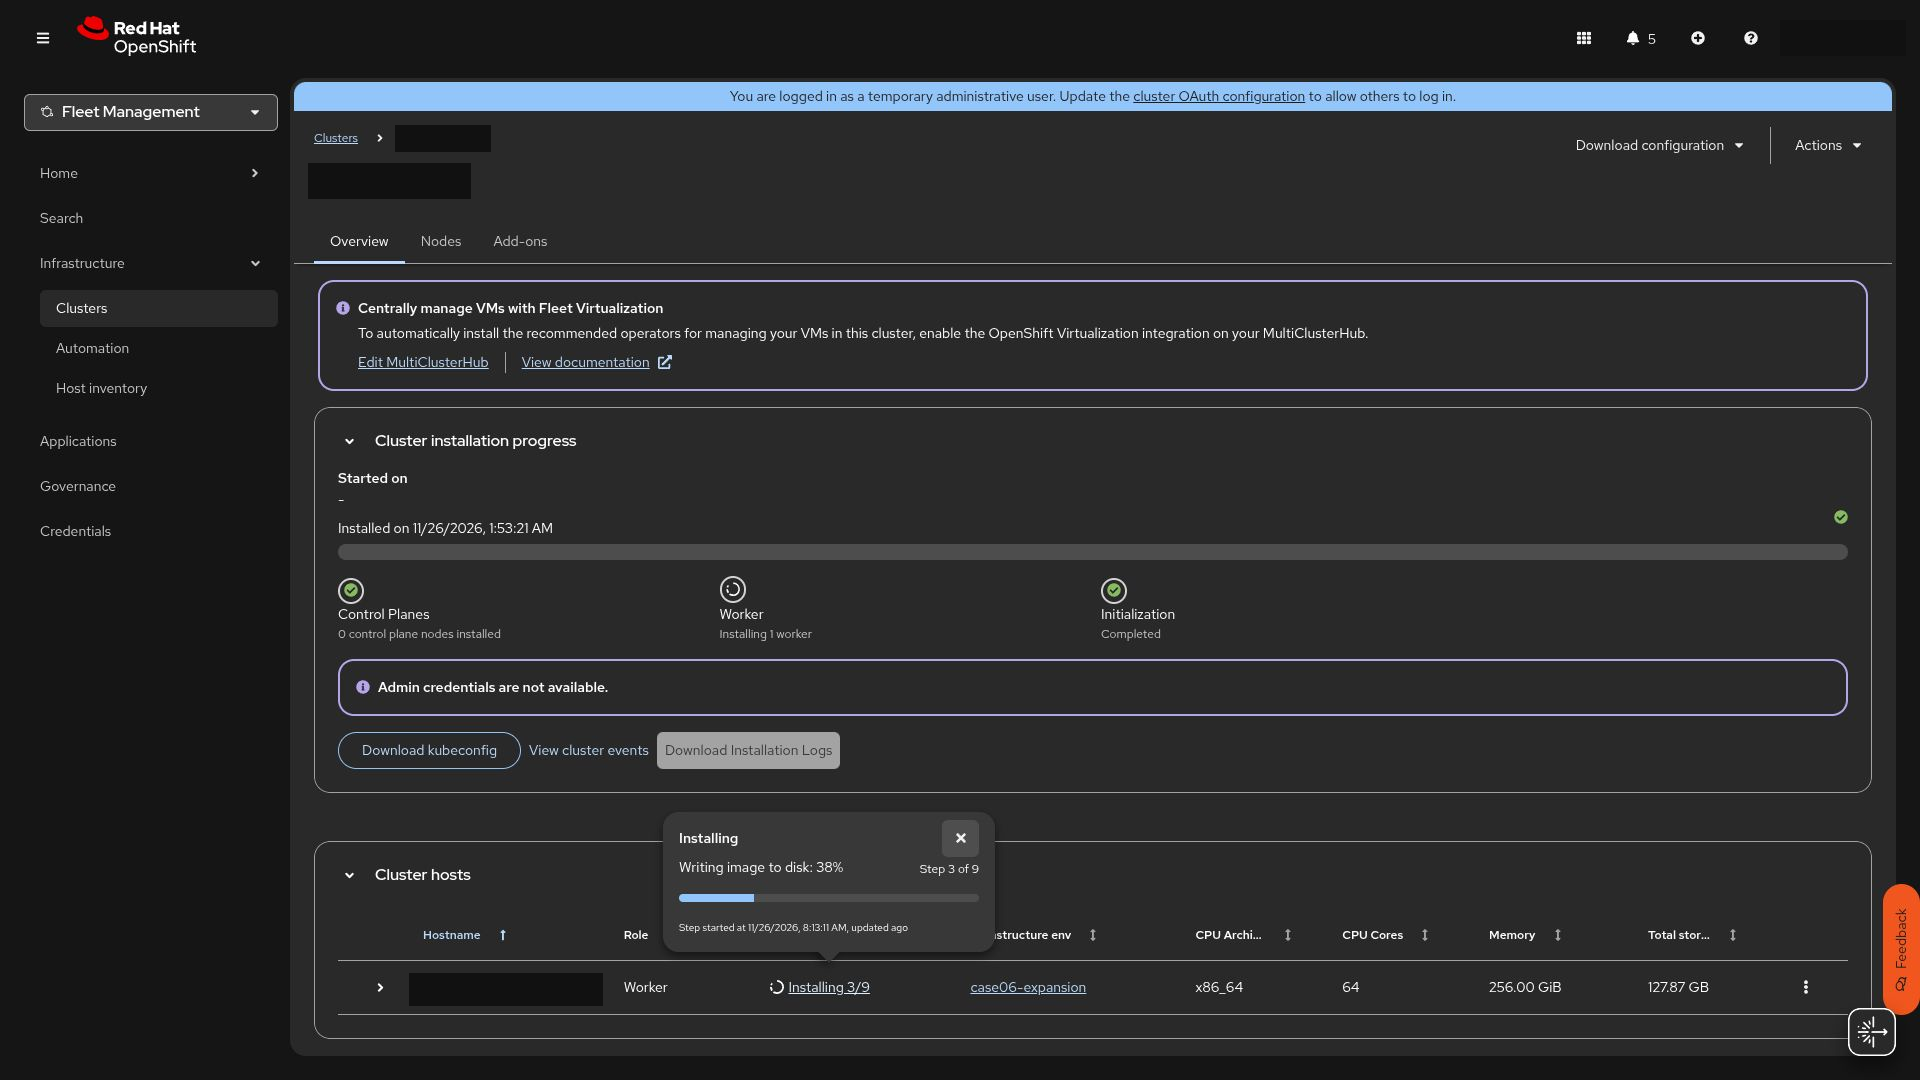 Red Hat
OpenShift
5
Fleet Management
Home
Search
Infrastructure
Clusters
Automation
Host inventory
Applications
Governance
Credentials
You are logged in as a temporary administrative user. Update the cluster OAuth configuration to allow others to log in.
Clusters
Download configuration
Actions
Overview
Nodes
Add-ons
Centrally manage VMs with Fleet Virtualization
To automatically install the recommended operators for managing your VMs in this cluster, enable the OpenShift Virtualization integration on your MultiClusterHub.
Edit MultiClusterHub
View documentation
Cluster installation progress
Started on
-
Installed on 11/26/2026, 1:53:21 AM
Control Planes
0 control plane nodes installed
Worker
Installing 1 worker
Initialization
Completed
Admin credentials are not available.
Download kubeconfig
View cluster events
Download Installation Logs
Installing
Writing image to disk: 38%
Step 3 of 9
Step started at 11/26/2026, 8:13:11 AM, updated ago
Cluster hosts
Hostname
Role
structure env
CPU Archi...
CPU Cores
Memory
Total stor...
Worker
Installing 3/9
case06-expansion
x86_64
64
256.00 GiB
127.87 GB
Feedback